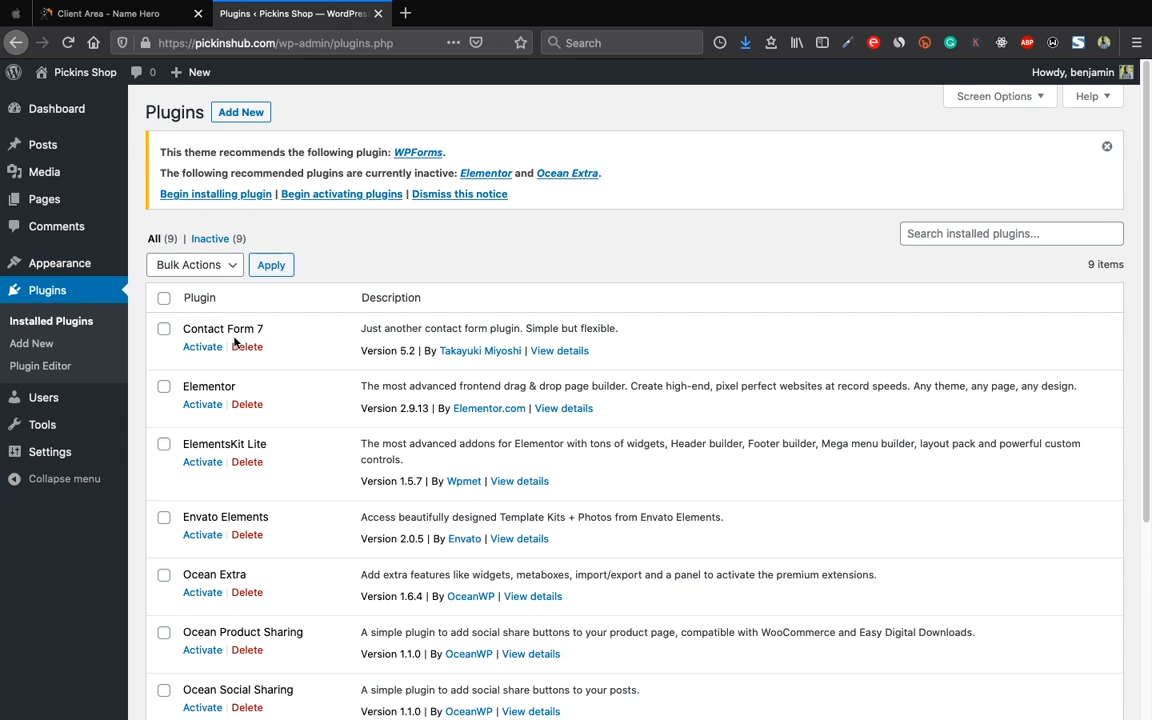 Client Area - Name Hero
Plugins ‹ Pickins Shop — WordPres
https://pickinshub.com/wp-admin/plugins.php
Search
ABP
Pickins Shop
0
New
Howdy, benjamin
Dashboard
Posts
Media
Pages
Comments
Appearance
Plugins
Installed Plugins
Add New
Plugin Editor
Users
Tools
Settings
Collapse menu
Screen Options
Help
Plugins
Add New
This theme recommends the following plugin: WPForms.
The following recommended plugins are currently inactive: Elementor and Ocean Extra.
Begin installing plugin | Begin activating plugins | Dismiss this notice
All (9) | Inactive (9)
Search installed plugins...
Bulk Actions
Apply
9 items
Plugin Description
Contact Form 7
Activate | Delete
Just another contact form plugin. Simple but flexible.
Version 5.2 | By Takayuki Miyoshi | View details
Elementor
Activate | Delete
The most advanced frontend drag & drop page builder. Create high-end, pixel perfect websites at record speeds. Any theme, any page, any design.
Version 2.9.13 | By Elementor.com | View details
ElementsKit Lite
Activate | Delete
The most advanced addons for Elementor with tons of widgets, Header builder, Footer builder, Mega menu builder, layout pack and powerful custom
controls.
Version 1.5.7 | By Wpmet | View details
Envato Elements
Activate | Delete
Access beautifully designed Template Kits + Photos from Envato Elements.
Version 2.0.5 | By Envato | View details
Ocean Extra
Activate | Delete
Add extra features like widgets, metaboxes, import/export and a panel to activate the premium extensions.
Version 1.6.4 | By OceanWP | View details
Ocean Product Sharing
Activate | Delete
A simple plugin to add social share buttons to your product page, compatible with WooCommerce and Easy Digital Downloads.
Version 1.1.0 | By OceanWP | View details
Ocean Social Sharing
Activate | Delete
A simple plugin to add social share buttons to your posts.
Version 1.1.0 | By OceanWP | View details